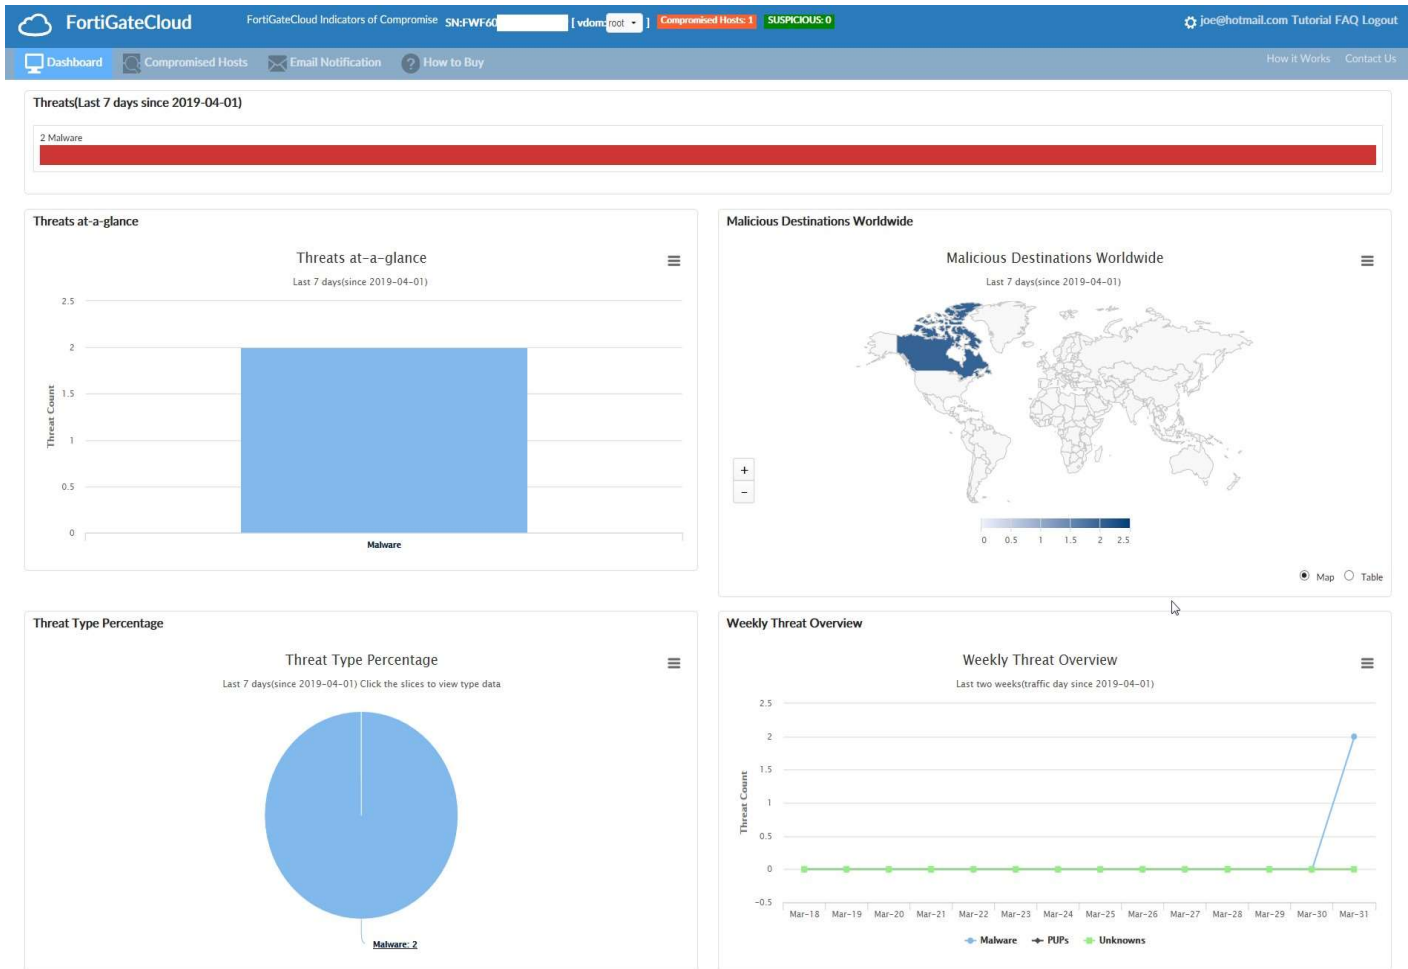 FortiGateCloud FortiGateCloud Indicators of Compromise SN:FWF60 [ vdom: root ] Compromised Hosts: 1 SUSPICIOUS: 0 joe@hotmail.com Tutorial FAQ Logout
Dashboard Compromised Hosts Email Notification ? How to Buy How it Works Contact Us
Threats(Last 7 days since 2019-04-01)
2 Malware
Threats at-a-glance
Threats at-a-glance
Last 7 days(since 2019-04-01)
2.5
2
1.5
1
0.5
0
Threat Count
Malware
Malicious Destinations Worldwide
Malicious Destinations Worldwide
Last 7 days(since 2019-04-01)
+
-
0 0.5 1 1.5 2 2.5
Map Table
Threat Type Percentage
Threat Type Percentage
Last 7 days(since 2019-04-01) Click the slices to view type data
Malware: 2
Weekly Threat Overview
Weekly Threat Overview
Last two weeks(traffic day since 2019-04-01)
2.5
2
1.5
1
0.5
0
-0.5
Threat Count
Mar-18 Mar-19 Mar-20 Mar-21 Mar-22 Mar-23 Mar-24 Mar-25 Mar-26 Mar-27 Mar-28 Mar-29 Mar-30 Mar-31
Malware PUPs Unknowns